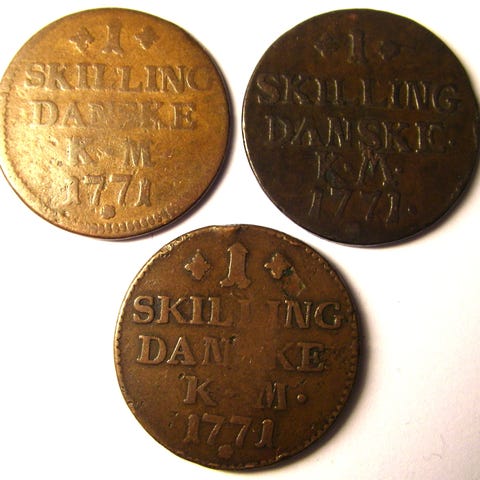 1
SKILLING
DANSKE
K-M
1771
1
SKILLING
DANSKE.
K.M.
1771.
1
SKILLING
DANSKE
K-M.
1771